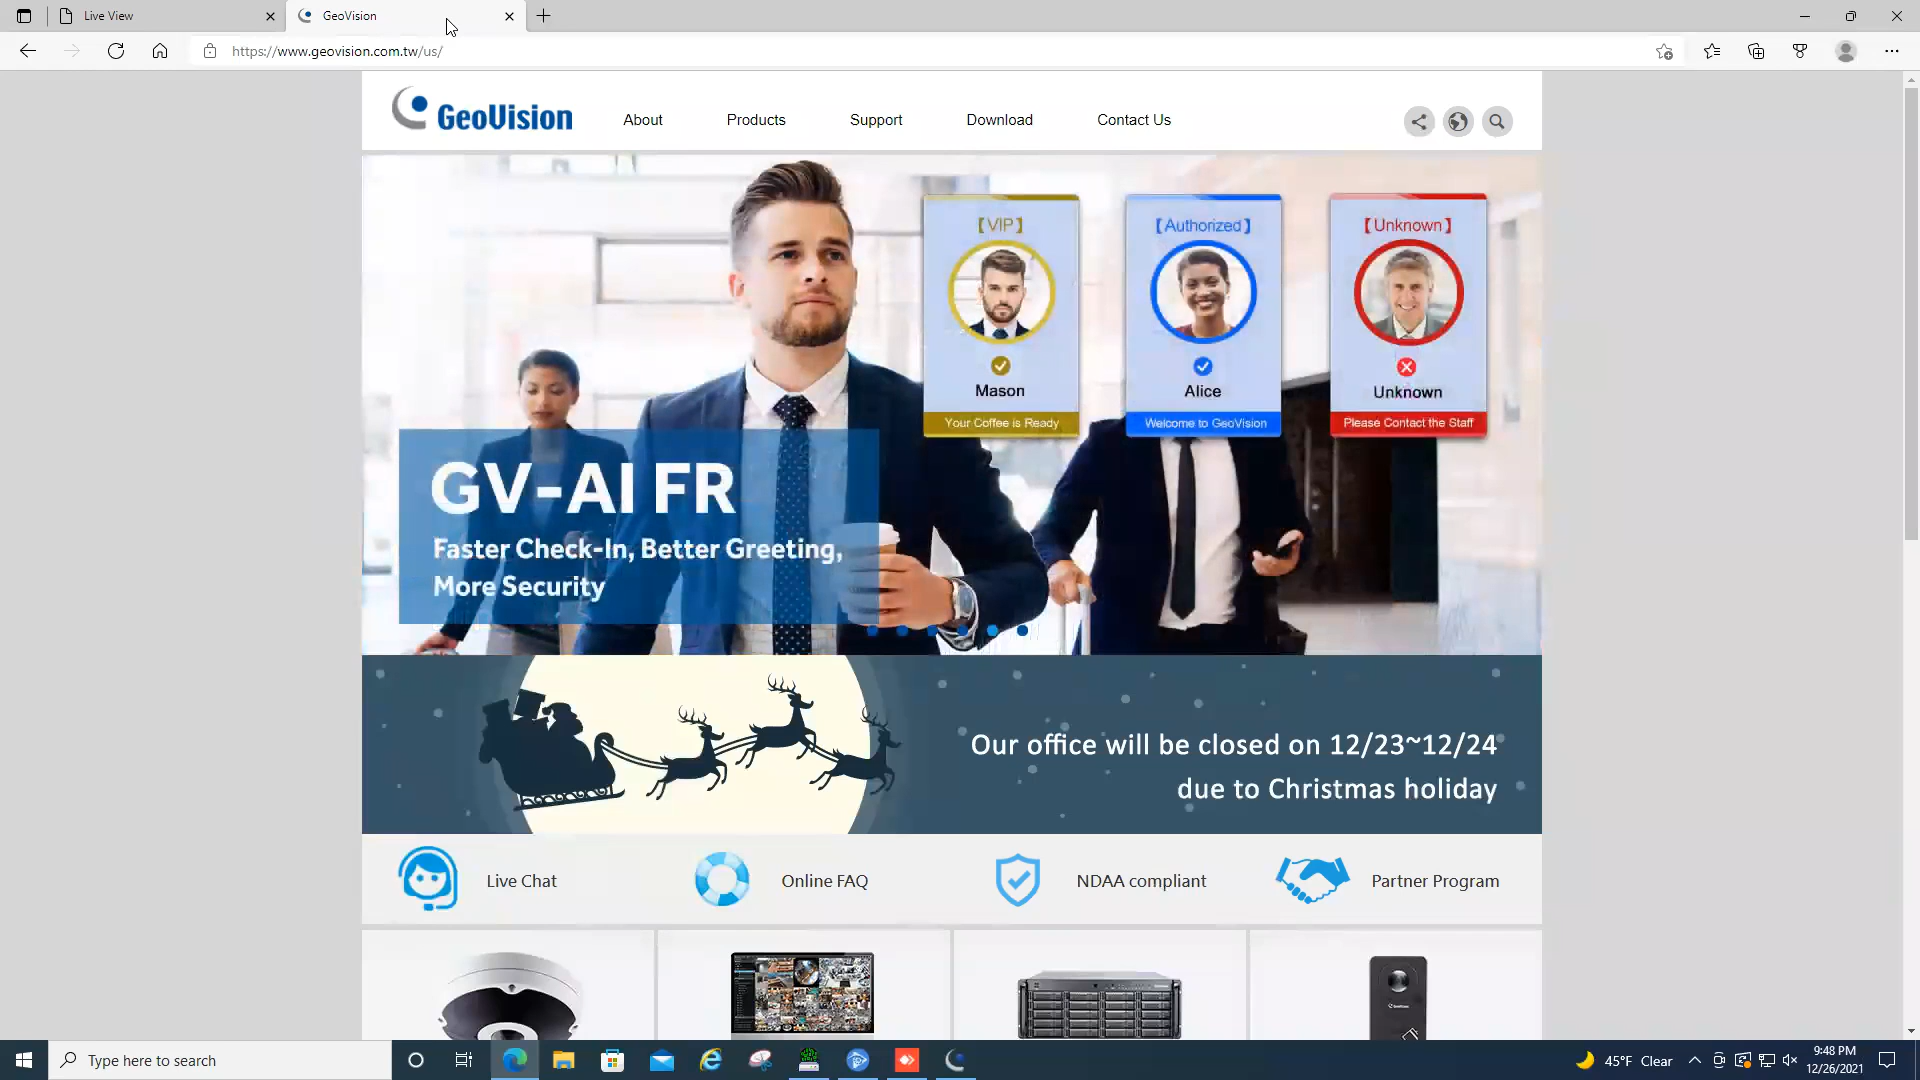 Live View
GeoVision
https://www.geovision.com.tw/us/
GeoVision
About
Products
Support
Download
Contact Us
【VIP】
Mason
Your Coffee is Ready
【Authorized】
Alice
Welcome to GeoVision
【Unknown】
Unknown
Please Contact the Staff
GV-AI FR
Faster Check-In, Better Greeting,
More Security
Our office will be closed on 12/23~12/24
due to Christmas holiday
Live Chat
Online FAQ
NDAA compliant
Partner Program
Type here to search
45°F Clear
9:48 PM
12/26/2021